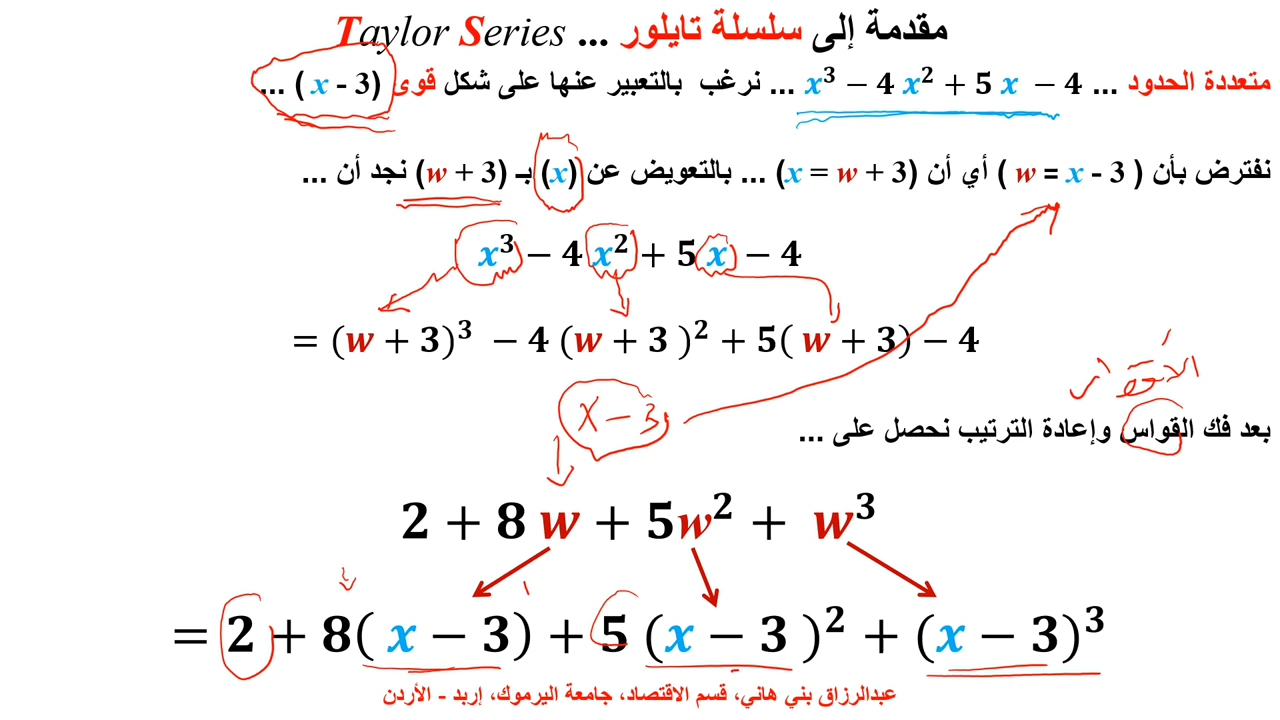 مقدمة إلى سلسلة تايلور ... Taylor Series
متعددة الحدود ... x³ − 4 x² + 5 x − 4 ... نرغب بالتعبير عنها على شكل قوى (x - 3) ...
نفترض بأن ( w = x - 3 ) أي أن (x = w + 3) ... بالتعويض عن (x) بـ (w + 3) نجد أن ...
x³ − 4 x² + 5 x − 4
= (w + 3)³ − 4 (w + 3 )² + 5( w + 3) − 4
x − 3
بعد فك القواس وإعادة الترتيب نحصل على ...
2 + 8 w + 5w² + w³
= 2 + 8( x − 3) + 5 (x − 3 )² + (x − 3)³
عبدالرزاق بني هاني، قسم الاقتصاد، جامعة اليرموك، إربد - الأردن